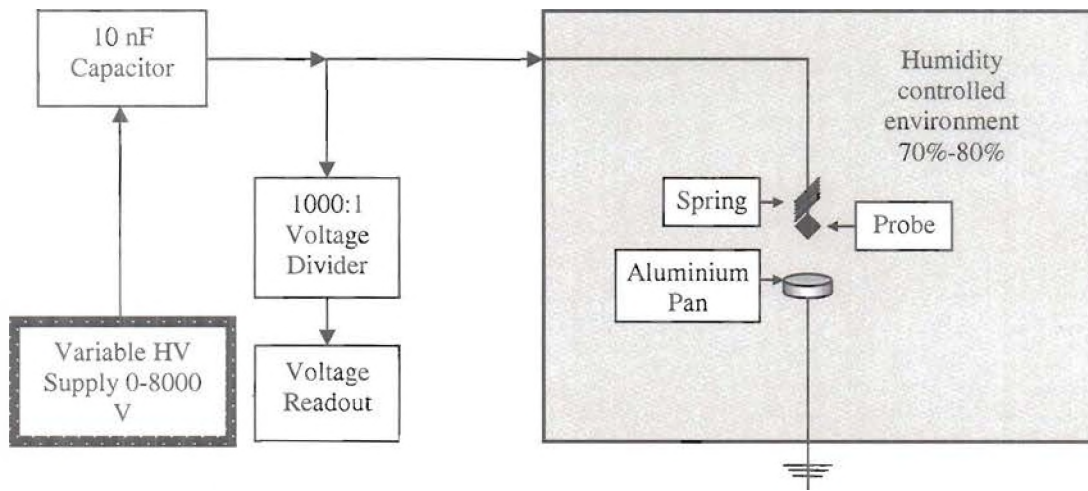 10 nF
Capacitor
Humidity
controlled
environment
70%-80%
1000:1
Voltage
Divider
Spring
Probe
Aluminium
Pan
Variable HV
Supply 0-8000
V
Voltage
Readout